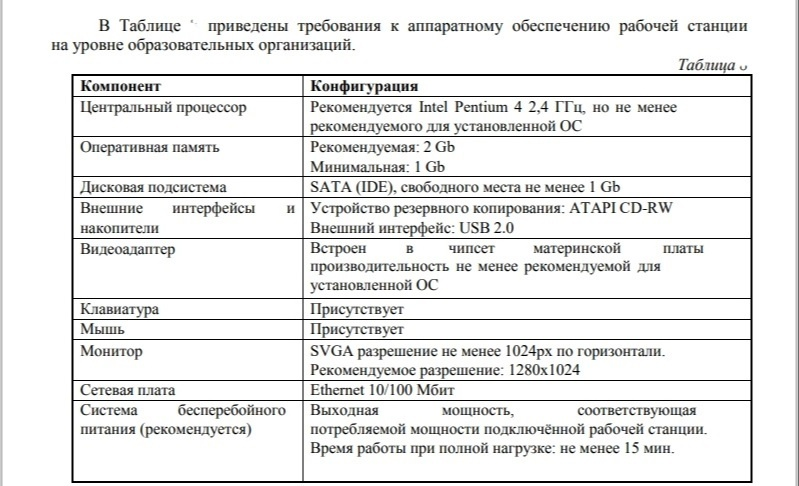 В Таблице приведены требования к аппаратному обеспечению рабочей станции
на уровне образовательных организаций.
Таблица
Компонент Конфигурация
Центральный процессор Рекомендуется Intel Pentium 4 2,4 ГГц, но не менее
рекомендуемого для установленной ОС
Оперативная память Рекомендуемая: 2 Gb
Минимальная: 1 Gb
Дисковая подсистема SATA (IDE), свободного места не менее 1 Gb
Внешние интерфейсы и Устройство резервного копирования: ATAPI CD-RW
накопители Внешний интерфейс: USB 2.0
Видеоадаптер Встроен в чипсет материнской платы
производительность не менее рекомендуемой для
установленной ОС
Клавиатура Присутствует
Мышь Присутствует
Монитор SVGA разрешение не менее 1024px по горизонтали.
Рекомендуемое разрешение: 1280x1024
Сетевая плата Ethernet 10/100 Мбит
Система бесперебойного Выходная мощность, соответствующая
питания (рекомендуется) потребляемой мощности подключённой рабочей станции.
Время работы при полной нагрузке: не менее 15 мин.